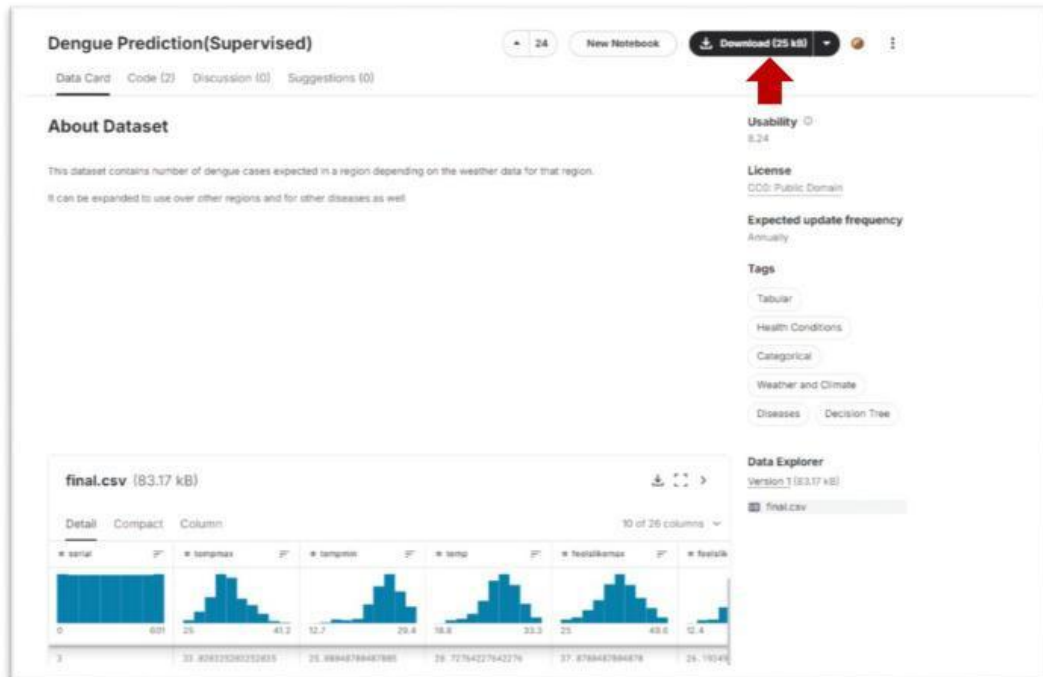 Dengue Prediction(Supervised)
24
New Notebook
Download (25 kB)
Data Card Code (2) Discussion (0) Suggestions (0)
About Dataset
This dataset contains number of dengue cases expected in a region depending on the weather data for that region.
It can be expanded to use over other regions and for other diseases as well
Usability
8.24
License
CC0: Public Domain
Expected update frequency
Annually
Tags
Tabular
Health Conditions
Categorical
Weather and Climate
Diseases Decision Tree
final.csv (83.17 kB)
Detail Compact Column 10 of 26 columns
# serial # tempmax # tempmin # temp # feelslikemax # feelslik
0 601 25 41.2 12.7 29.4 18.8 33.3 25 49.6 12.4
3
Data Explorer
Version 1 (83.17 kB)
final.csv